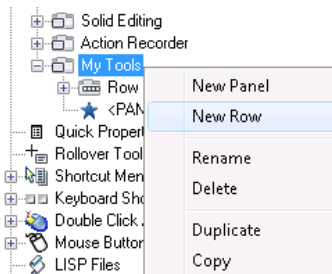 Solid Editing
Action Recorder
My Tools
Row
<PAN
Quick Propert
Rollover Tool
Shortcut Men
Keyboard Sho
Double Click
Mouse Button
LISP Files
New Panel
New Row
Rename
Delete
Duplicate
Copy